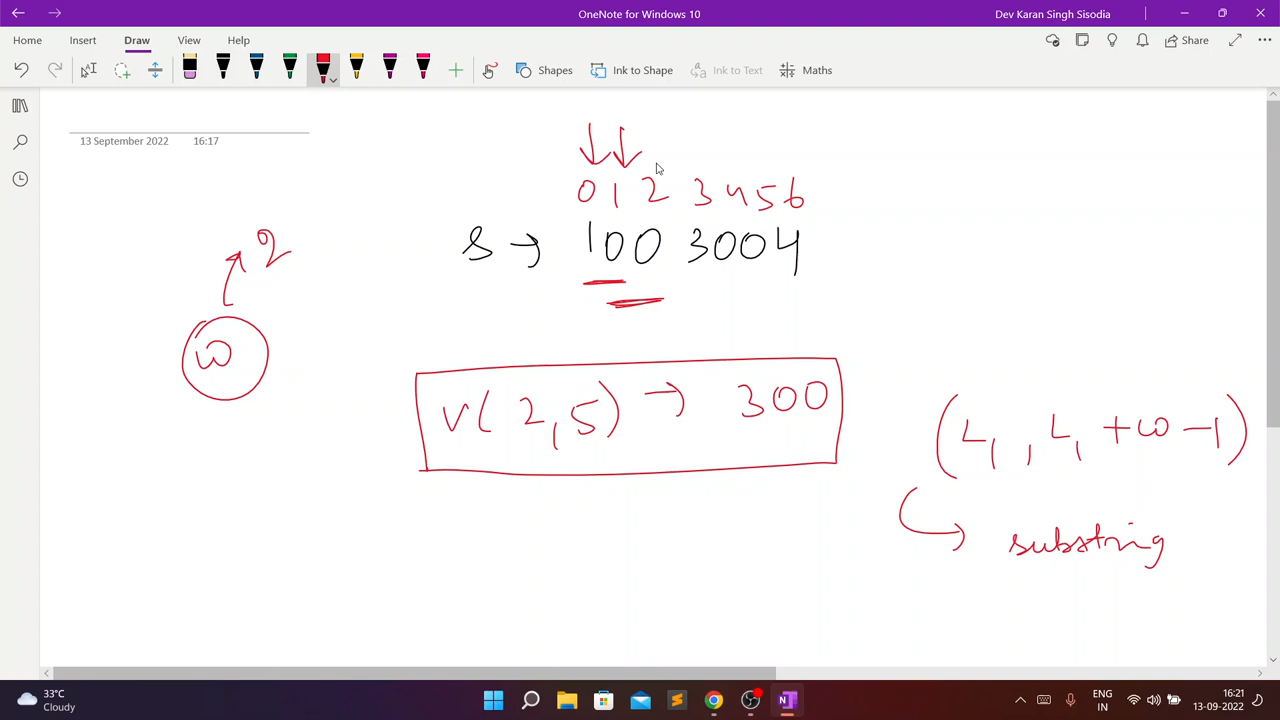 OneNote for Windows 10
Dev Karan Singh Sisodia
Home Insert Draw View Help
Share
Shapes Ink to Shape Ink to Text Maths
13 September 2022 16:17
0 1 2 3 4 5 6
s → 100 3004
2
w
v( 2,5) → 300
(L1, L1 +w -1)
substring
33°C
Cloudy
ENG
IN
16:21
13-09-2022